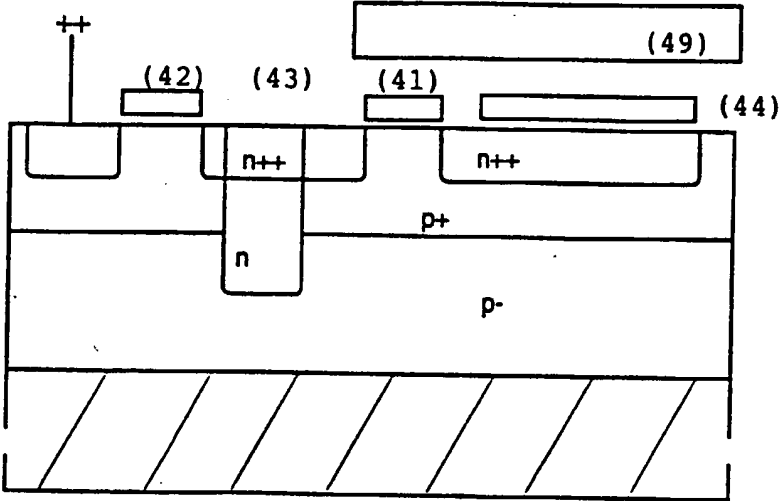 ++
(49)
(42) (43) (41) (44)
n++ n++
p+
n
p-